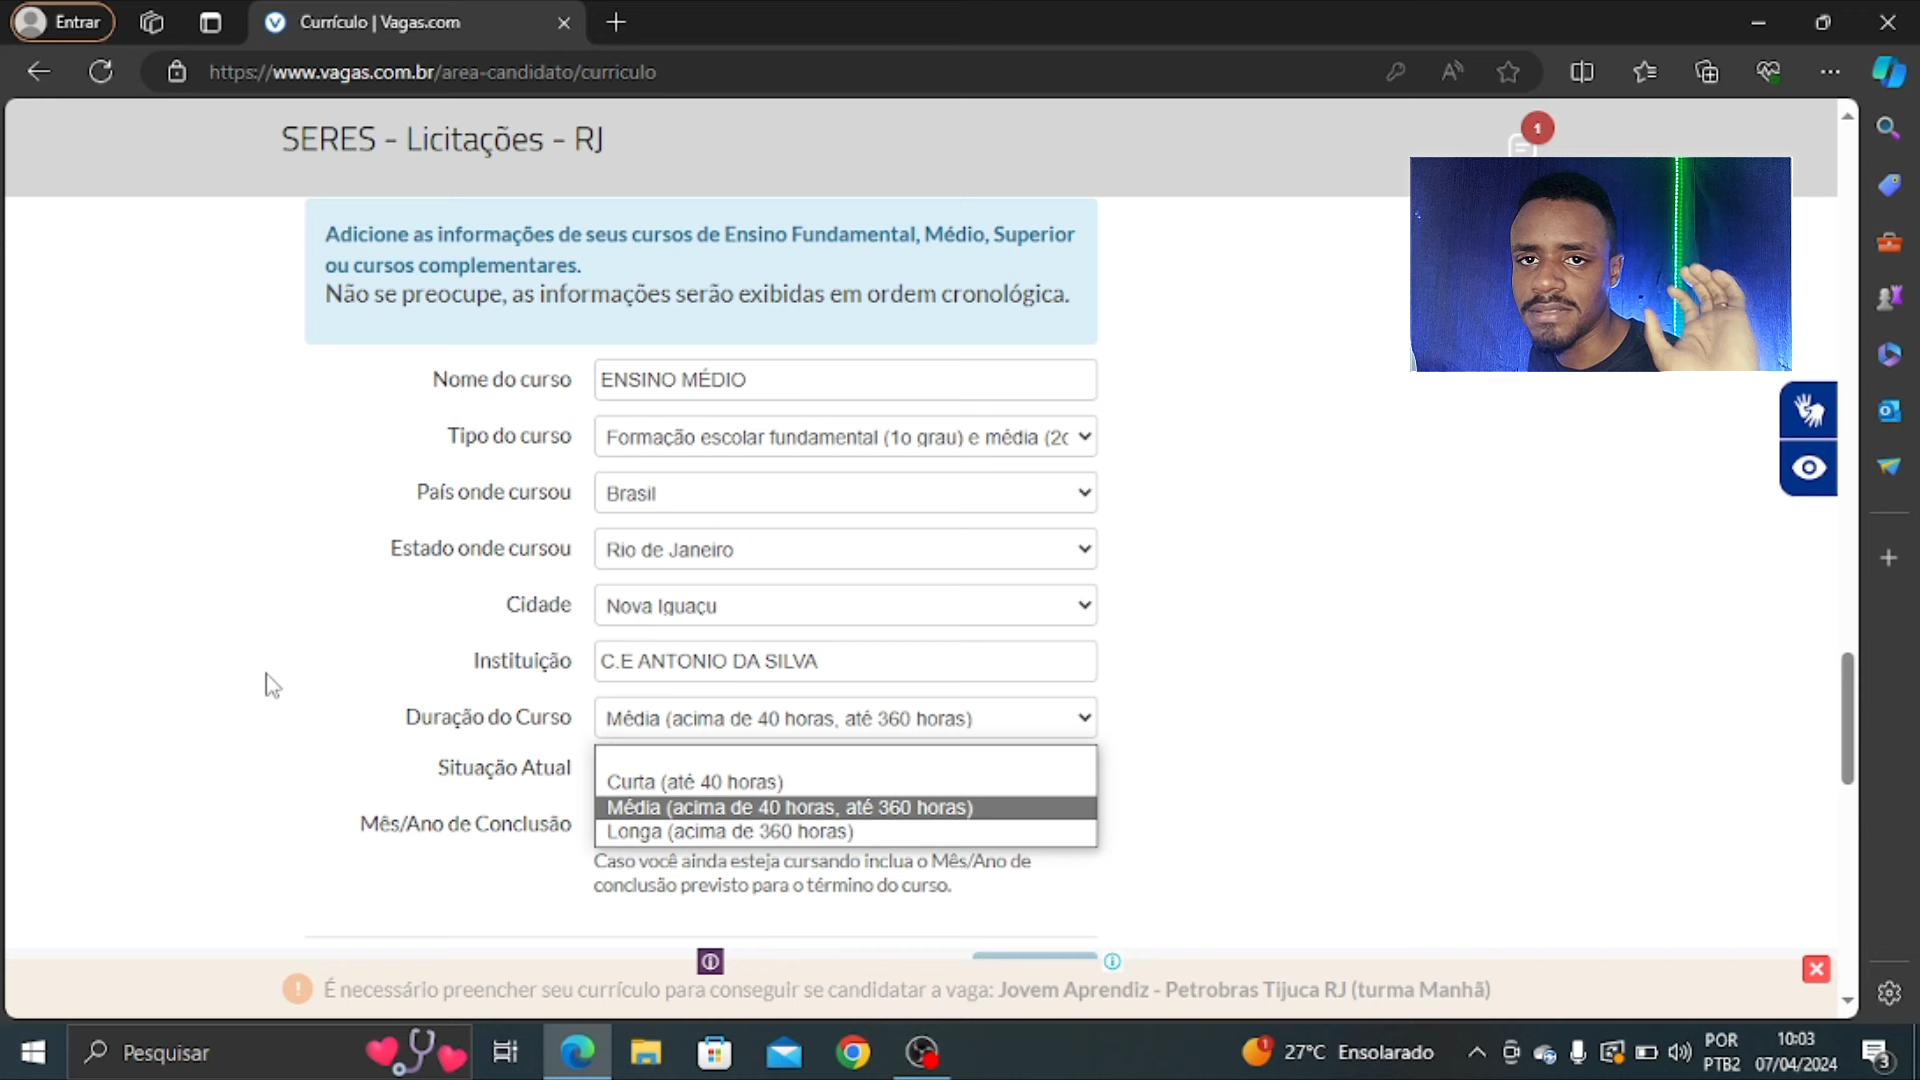 Entrar
Currículo | Vagas.com
https://www.vagas.com.br/area-candidato/curriculo
SERES - Licitações - RJ
1
Adicione as informações de seus cursos de Ensino Fundamental, Médio, Superior
ou cursos complementares.
Não se preocupe, as informações serão exibidas em ordem cronológica.
Nome do curso ENSINO MÉDIO
Tipo do curso Formação escolar fundamental (1o grau) e média (2c
País onde cursou Brasil
Estado onde cursou Rio de Janeiro
Cidade Nova Iguaçu
Instituição C.E ANTONIO DA SILVA
Duração do Curso Média (acima de 40 horas, até 360 horas)
Situação Atual
Curta (até 40 horas)
Média (acima de 40 horas, até 360 horas)
Mês/Ano de Conclusão
Longa (acima de 360 horas)
Caso você ainda esteja cursando inclua o Mês/Ano de
conclusão previsto para o término do curso.
É necessário preencher seu currículo para conseguir se candidatar a vaga: Jovem Aprendiz - Petrobras Tijuca RJ (turma Manhã)
Pesquisar
1
27°C Ensolarado
POR
PTB2
10:03
07/04/2024
3